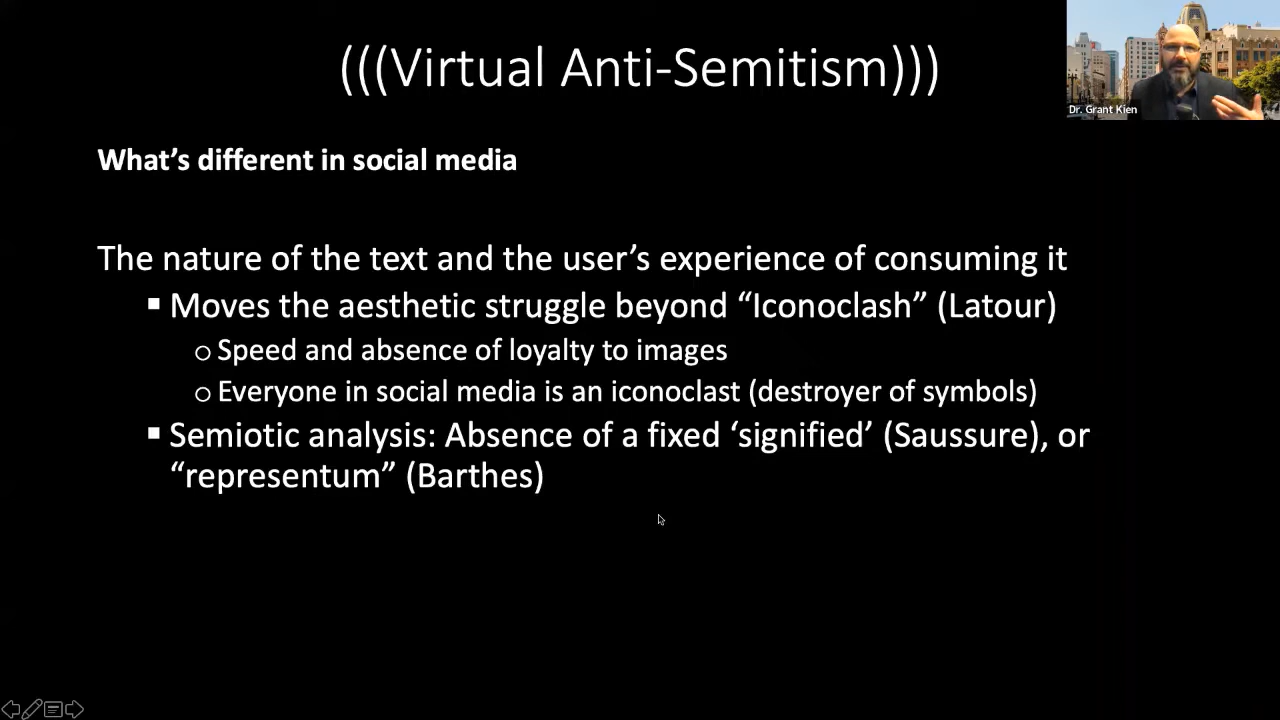 (((Virtual Anti-Semitism)))
Dr. Grant Kien
What’s different in social media
The nature of the text and the user’s experience of consuming it
▪ Moves the aesthetic struggle beyond “Iconoclash” (Latour)
o Speed and absence of loyalty to images
o Everyone in social media is an iconoclast (destroyer of symbols)
▪ Semiotic analysis: Absence of a fixed ‘signified’ (Saussure), or
“representum” (Barthes)